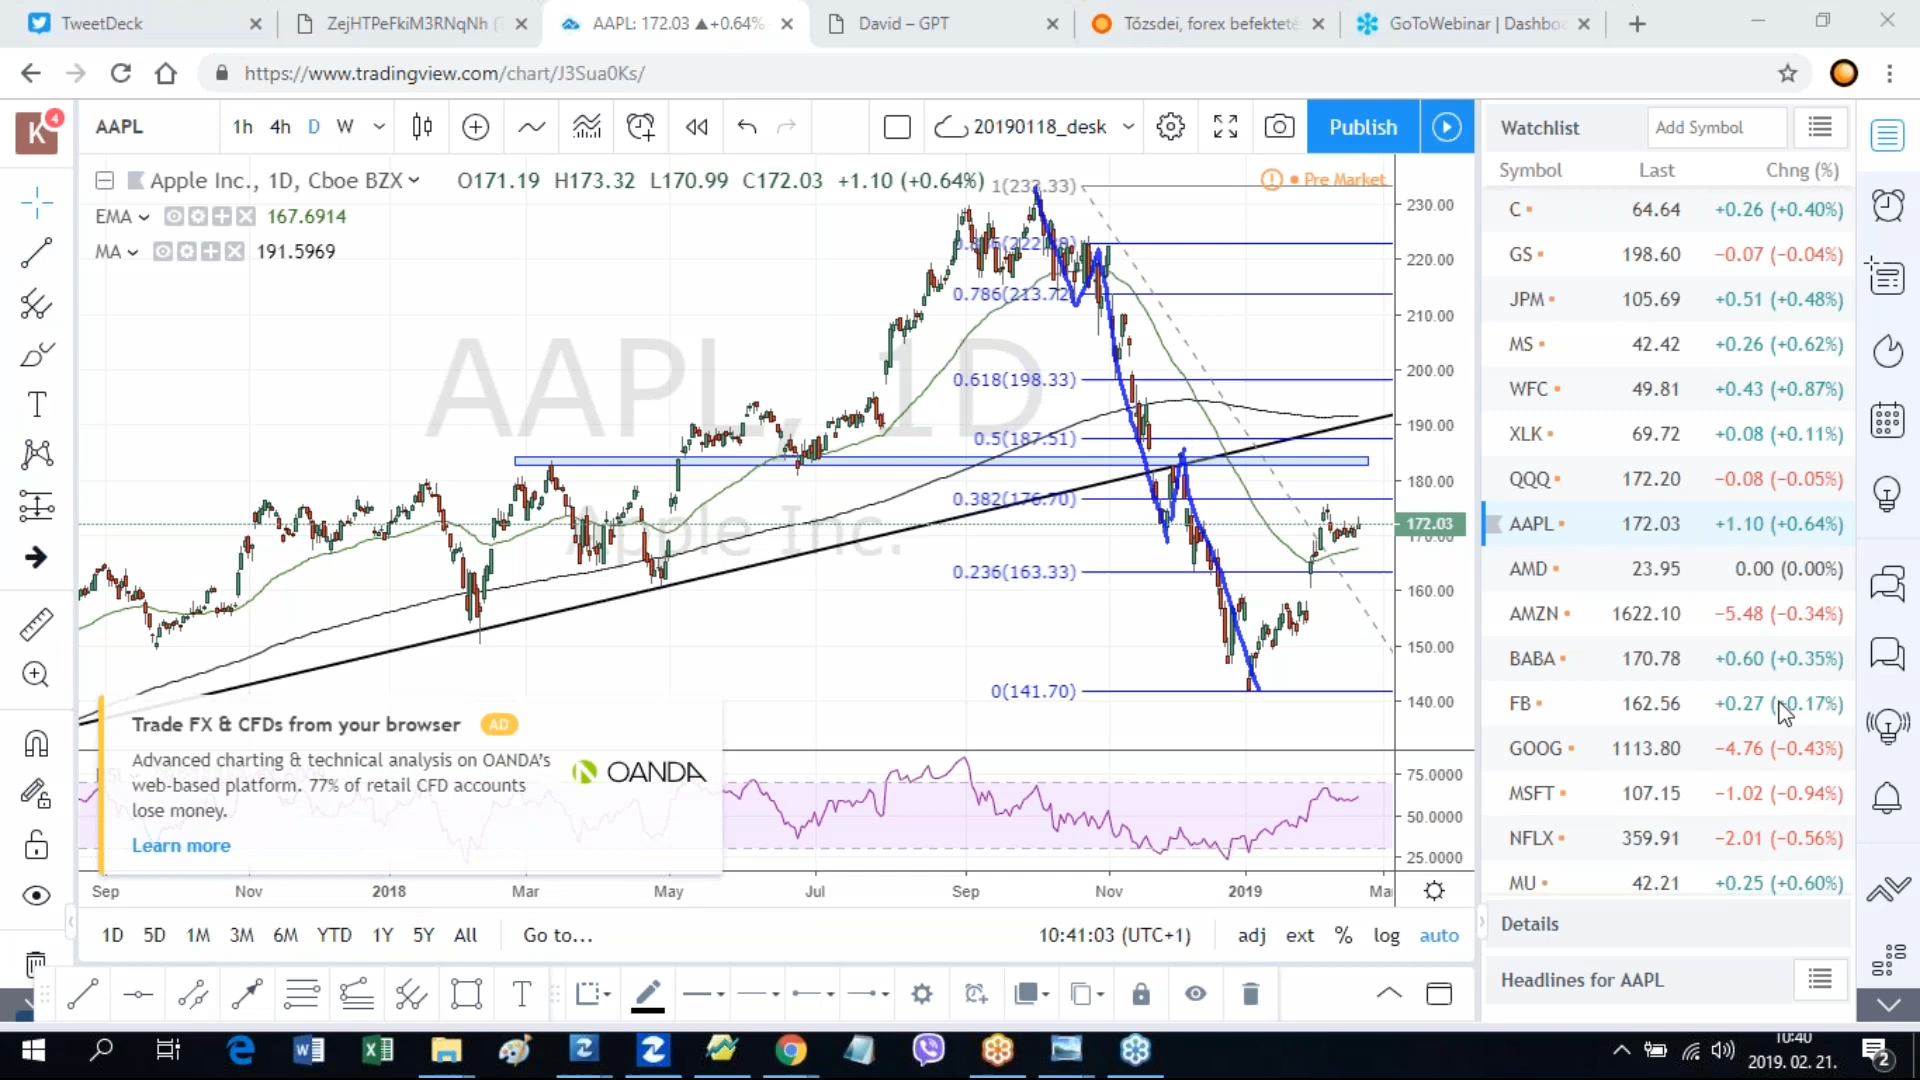 TweetDeck
ZejHTPeFkiM3RNqNh (
AAPL: 172.03 ▲+0.64%
David – GPT
Tőzsdei, forex befekteté
GoToWebinar | Dashbo
https://www.tradingview.com/chart/J3Sua0Ks/
K 4
AAPL
1h 4h D W
20190118_desk
Publish
Apple Inc., 1D, Cboe BZX
O171.19 H173.32 L170.99 C172.03 +1.10 (+0.64%)
Pre Market
EMA 167.6914
MA 191.5969
AAPL, 1D
Apple Inc.
1(233.33)
0.786(213.72)
0.618(198.33)
0.5(187.51)
0.382(176.70)
0.236(163.33)
0(141.70)
230.00
220.00
210.00
200.00
190.00
180.00
172.03
170.00
160.00
150.00
140.00
75.0000
50.0000
25.0000
Trade FX & CFDs from your browser AD
Advanced charting & technical analysis on OANDA's
web-based platform. 77% of retail CFD accounts
lose money.
OANDA
Learn more
Sep Nov 2018 Mar May Jul Sep Nov 2019 Ma
1D 5D 1M 3M 6M YTD 1Y 5Y All Go to...
10:41:03 (UTC+1) adj ext % log auto
Watchlist
Add Symbol
Symbol Last Chng (%)
C 64.64 +0.26 (+0.40%)
GS 198.60 −0.07 (−0.04%)
JPM 105.69 +0.51 (+0.48%)
MS 42.42 +0.26 (+0.62%)
WFC 49.81 +0.43 (+0.87%)
XLK 69.72 +0.08 (+0.11%)
QQQ 172.20 −0.08 (−0.05%)
AAPL 172.03 +1.10 (+0.64%)
AMD 23.95 0.00 (0.00%)
AMZN 1622.10 −5.48 (−0.34%)
BABA 170.78 +0.60 (+0.35%)
FB 162.56 +0.27 (+0.17%)
GOOG 1113.80 −4.76 (−0.43%)
MSFT 107.15 −1.02 (−0.94%)
NFLX 359.91 −2.01 (−0.56%)
MU 42.21 +0.25 (+0.60%)
Details
Headlines for AAPL
10:40
2019. 02. 21.
2